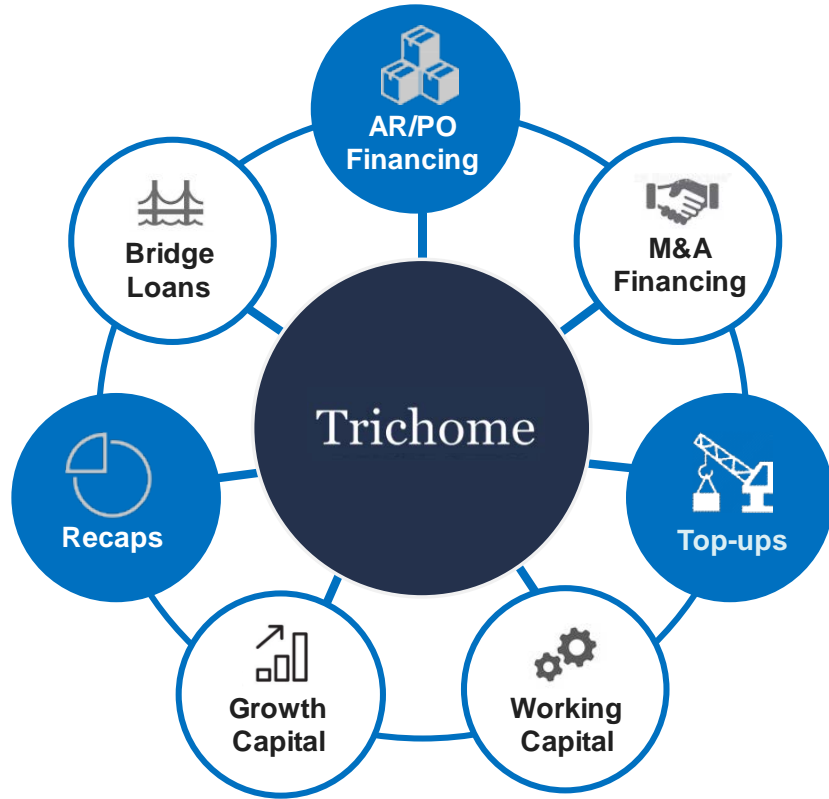 AR/PO
Financing
Bridge
Loans
M&A
Financing
Trichome
Recaps
Top-ups
Growth
Capital
Working
Capital